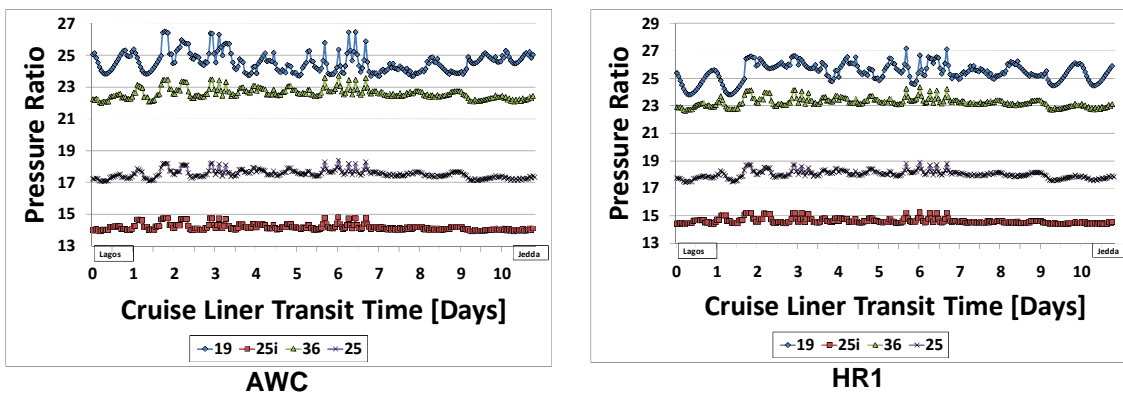 27
25
23
21
19
17
15
13
Pressure Ratio
Lagos
Jedda
0 1 2 3 4 5 6 7 8 9 10
Cruise Liner Transit Time [Days]
19 25i 36 25
AWC
29
27
25
23
21
19
17
15
13
Pressure Ratio
Lagos
Jedda
0 1 2 3 4 5 6 7 8 9 10
Cruise Liner Transit Time [Days]
19 25i 36 25
HR1